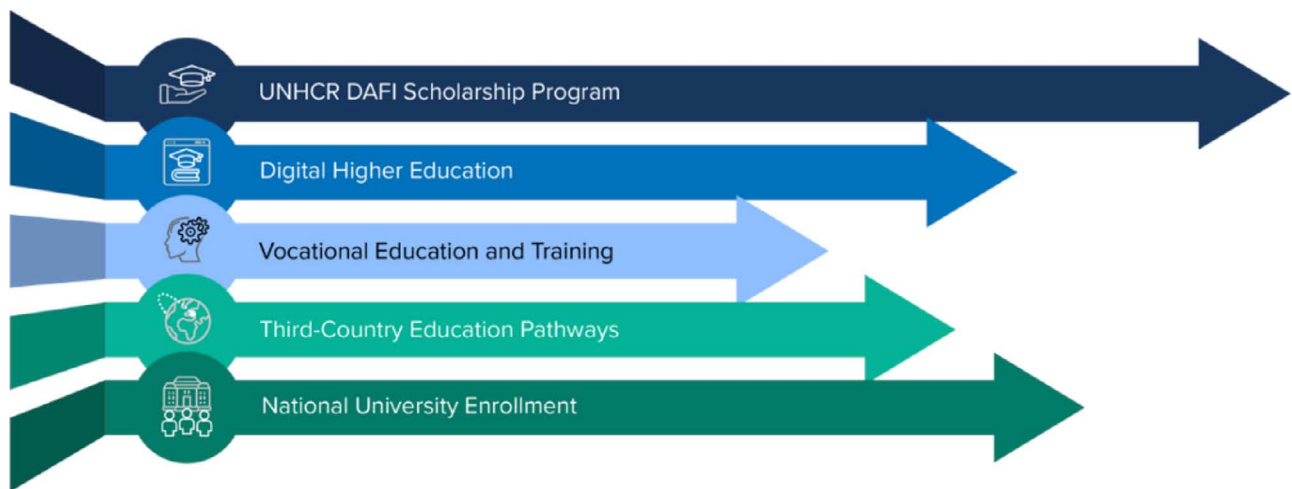 UNHCR DAFI Scholarship Program
Digital Higher Education
Vocational Education and Training
Third-Country Education Pathways
National University Enrollment